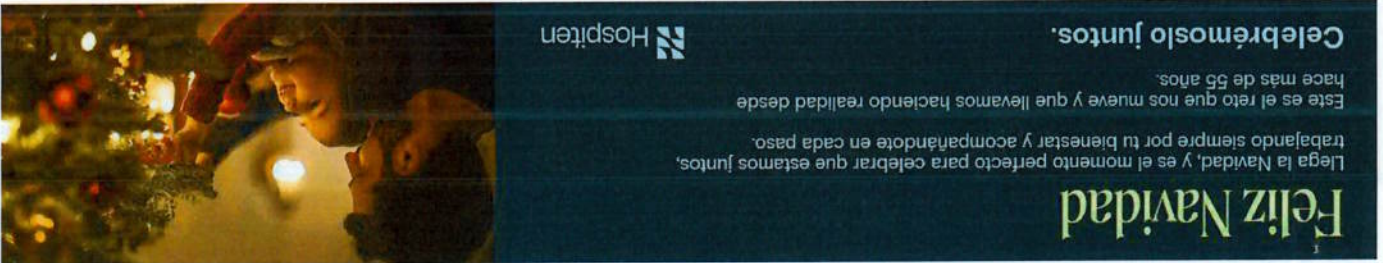 Feliz Navidad
Llega la Navidad, y es el momento perfecto para celebrar que estamos juntos,
trabajando siempre por tu bienestar y acompañándote en cada paso.
Este es el reto que nos mueve y que llevamos haciendo realidad desde
hace más de 55 años.
Celebrémoslo juntos.
Hospiten